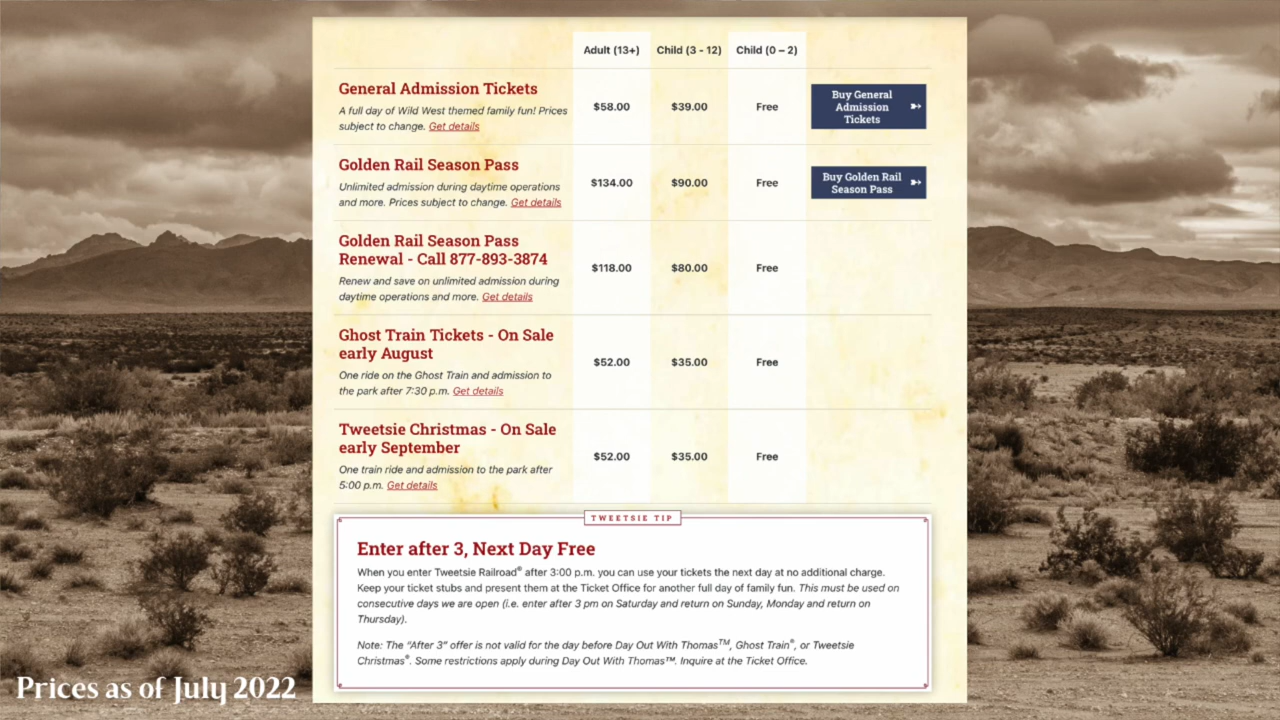 Adult (13+) Child (3 - 12) Child (0 – 2)
General Admission Tickets
A full day of Wild West themed family fun! Prices
subject to change. Get details
$58.00 $39.00 Free
Buy General
Admission
Tickets
Golden Rail Season Pass
Unlimited admission during daytime operations
and more. Prices subject to change. Get details
$134.00 $90.00 Free
Buy Golden Rail
Season Pass
Golden Rail Season Pass
Renewal - Call 877-893-3874
Renew and save on unlimited admission during
daytime operations and more. Get details
$118.00 $80.00 Free
Ghost Train Tickets - On Sale
early August
One ride on the Ghost Train and admission to
the park after 7:30 p.m. Get details
$52.00 $35.00 Free
Tweetsie Christmas - On Sale
early September
One train ride and admission to the park after
5:00 p.m. Get details
$52.00 $35.00 Free
TWEETSIE TIP
Enter after 3, Next Day Free
When you enter Tweetsie Railroad® after 3:00 p.m. you can use your tickets the next day at no additional charge.
Keep your ticket stubs and present them at the Ticket Office for another full day of family fun. This must be used on
consecutive days we are open (i.e. enter after 3 pm on Saturday and return on Sunday, Monday and return on
Thursday).
Note: The “After 3” offer is not valid for the day before Day Out With Thomas™, Ghost Train®, or Tweetsie
Christmas®. Some restrictions apply during Day Out With Thomas™. Inquire at the Ticket Office.
Prices as of July 2022